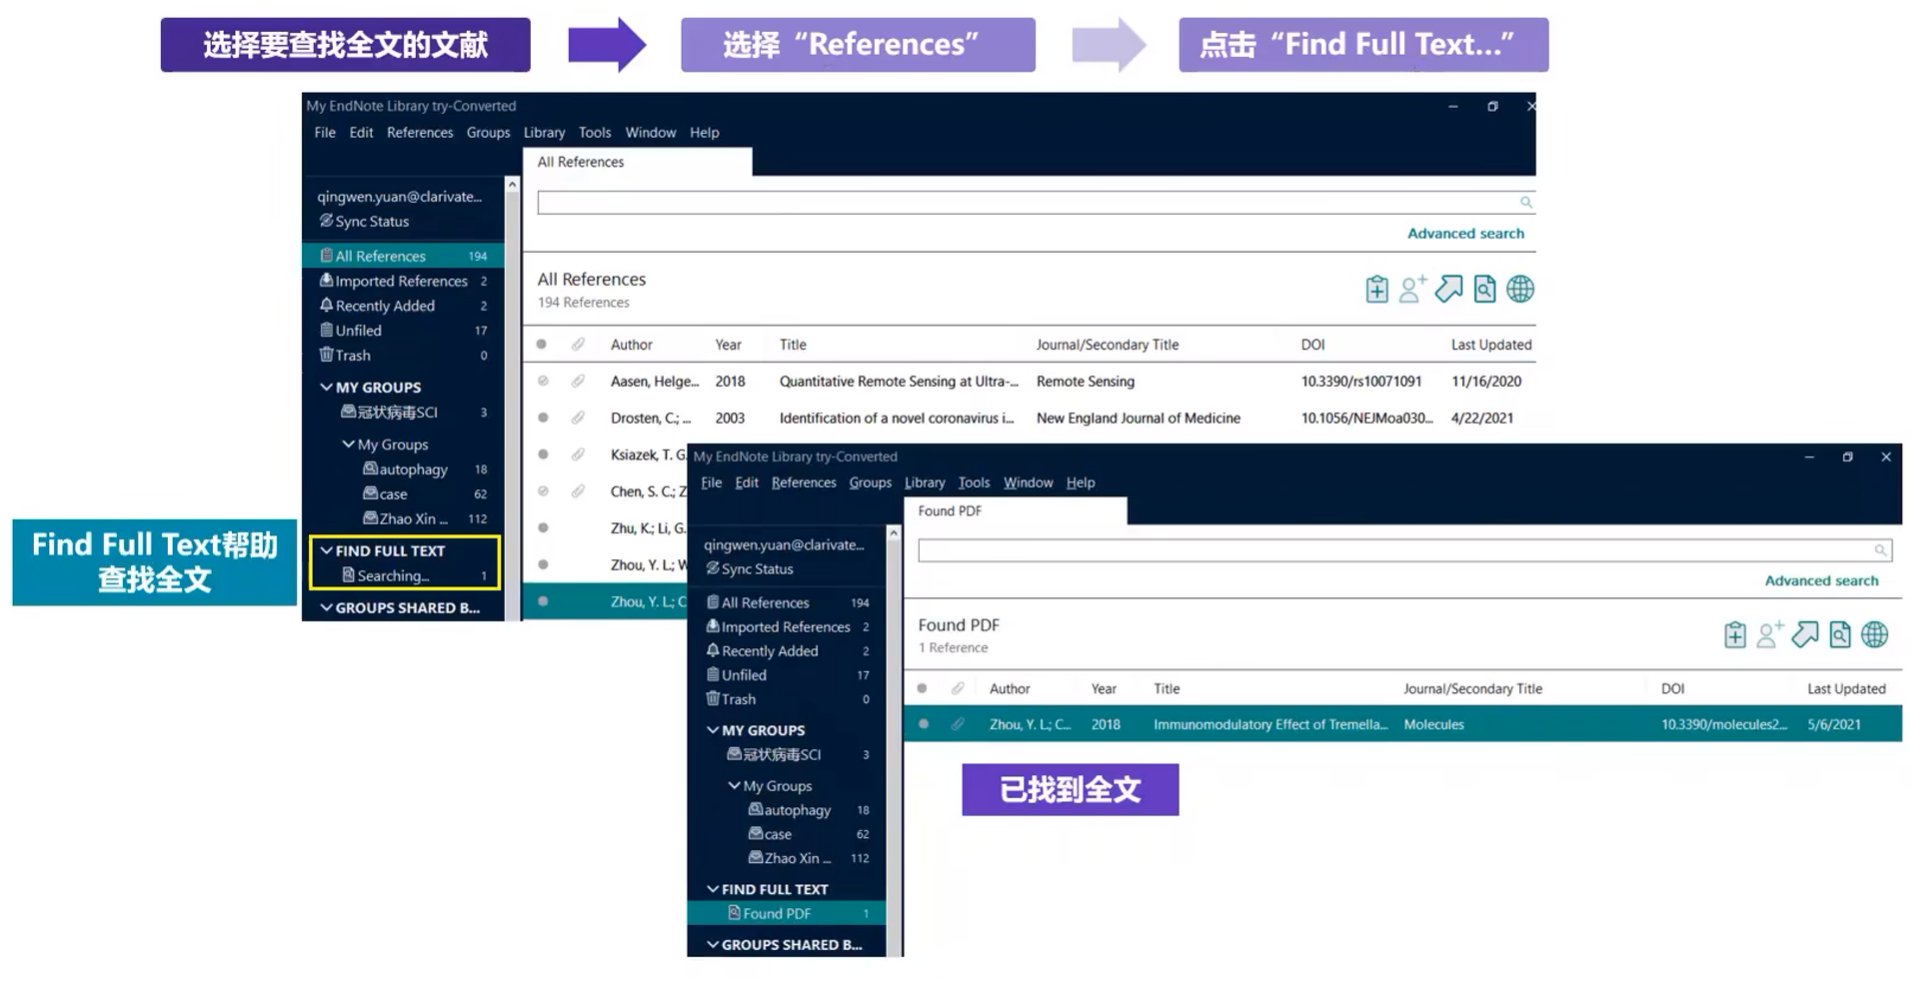 选择要查找全文的文献
选择“References”
点击“Find Full Text...”
My EndNote Library try-Converted
File Edit References Groups Library Tools Window Help
All References
qingwen.yuan@clarivate...
Sync Status
Advanced search
All References 194
Imported References 2
Recently Added 2
Unfiled 17
Trash 0
MY GROUPS
冠状病毒SCI 3
My Groups
autophagy 18
case 62
Zhao Xin ... 112
FIND FULL TEXT
Searching... 1
GROUPS SHARED B...
All References
194 References
Author Year Title Journal/Secondary Title DOI Last Updated
Aasen, Helge... 2018 Quantitative Remote Sensing at Ultra-... Remote Sensing 10.3390/rs10071091 11/16/2020
Drosten, C.; ... 2003 Identification of a novel coronavirus i... New England Journal of Medicine 10.1056/NEJMoa030... 4/22/2021
Ksiazek, T. G.
Chen, S. C.; Z
Zhu, K.; Li, G.
Zhou, Y. L.; W
Zhou, Y. L.; C
Find Full Text帮助
查找全文
My EndNote Library try-Converted
File Edit References Groups Library Tools Window Help
Found PDF
qingwen.yuan@clarivate...
Sync Status
Advanced search
All References 194
Imported References 2
Recently Added 2
Unfiled 17
Trash 0
MY GROUPS
冠状病毒SCI 3
My Groups
autophagy 18
case 62
Zhao Xin ... 112
FIND FULL TEXT
Found PDF 1
GROUPS SHARED B...
Found PDF
1 Reference
Author Year Title Journal/Secondary Title DOI Last Updated
Zhou, Y. L.; C... 2018 Immunomodulatory Effect of Tremella... Molecules 10.3390/molecules2... 5/6/2021
已找到全文